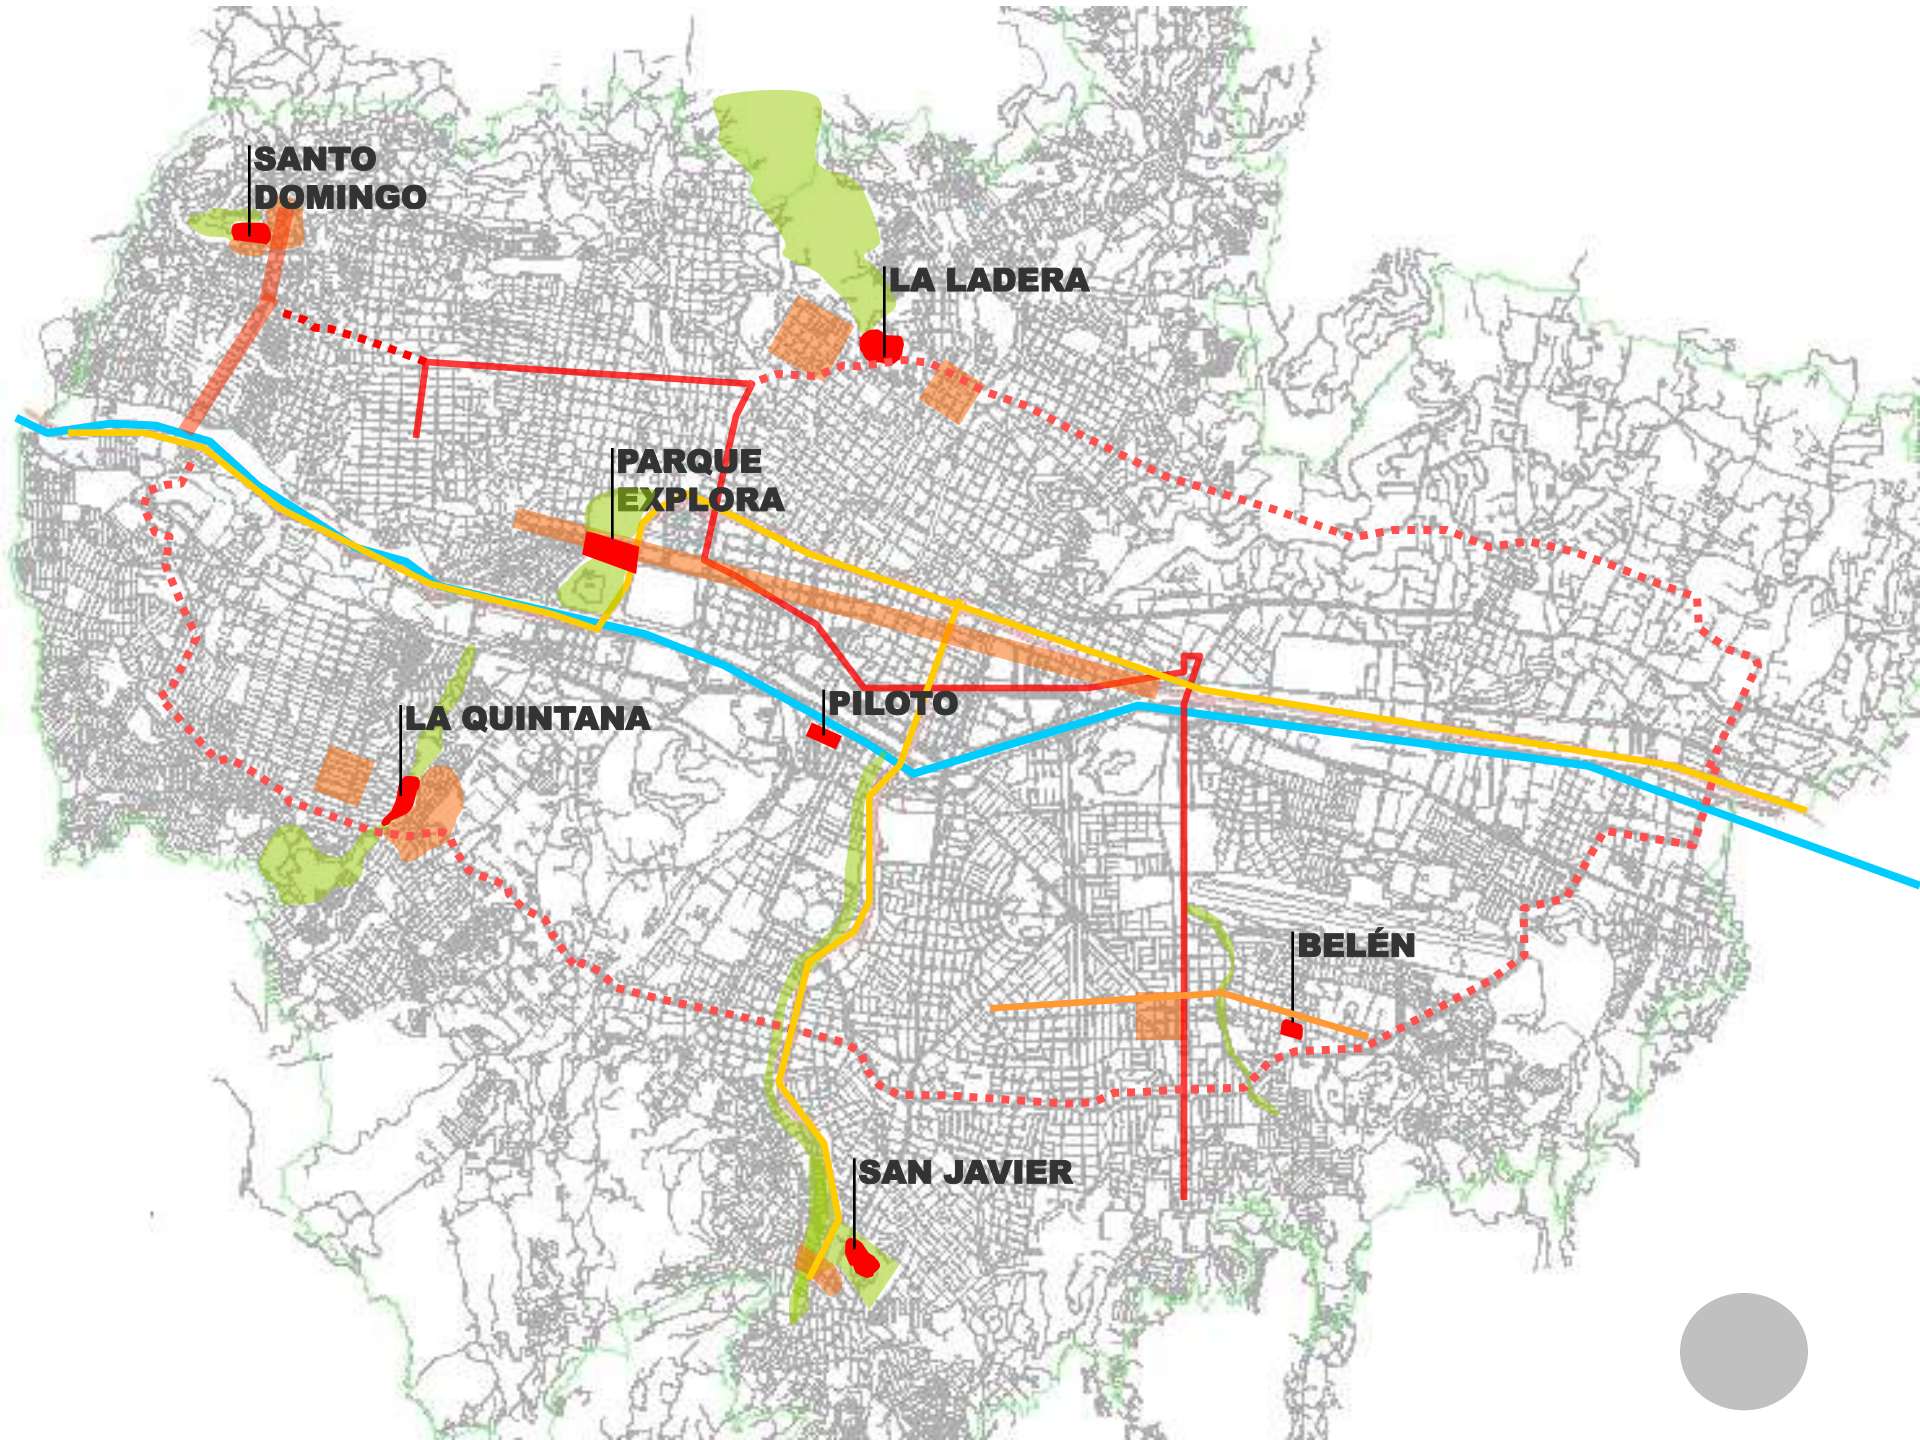 SANTO
DOMINGO
LA LADERA
PARQUE
EXPLORA
PILOTO
LA QUINTANA
BELÉN
SAN JAVIER